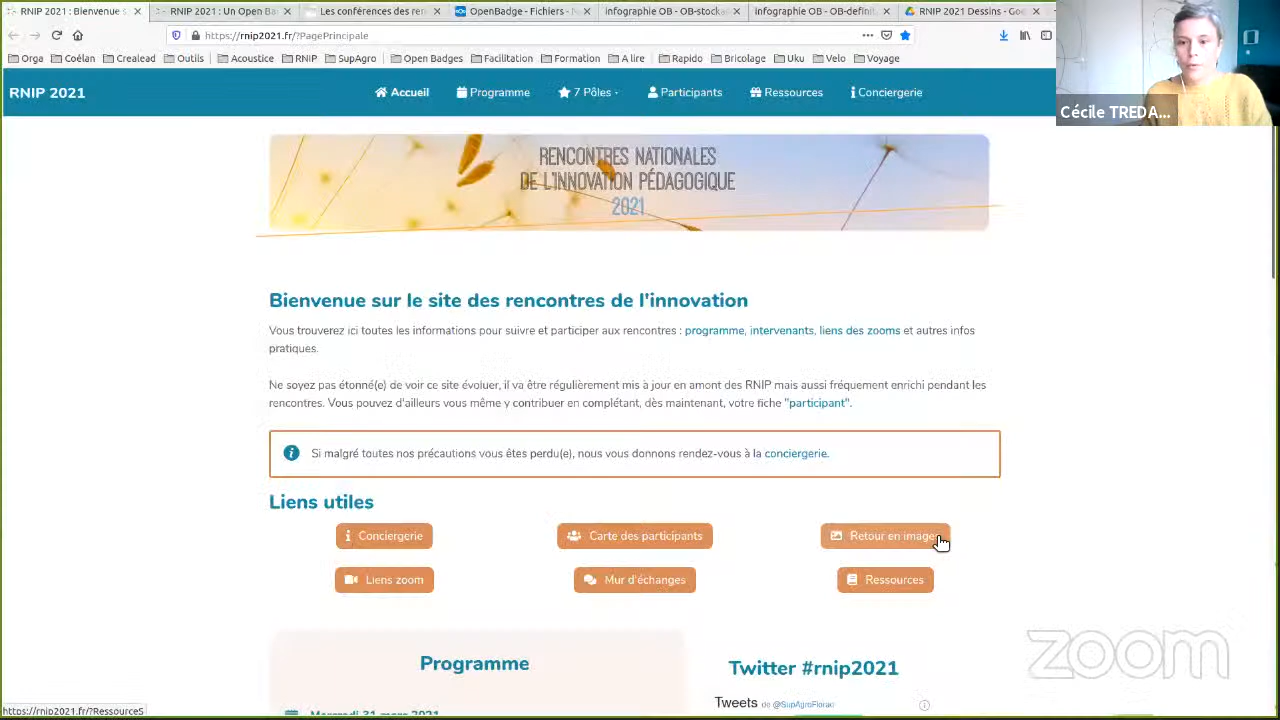 RNIP 2021 : Bienvenue s
RNIP 2021 : Un Open Ba
Les conférences des ren
OpenBadge - Fichiers - N
infographie OB - OB-stocka
infographie OB - OB-définit
RNIP 2021 Dessins - Goo
https://rnip2021.fr/?PagePrincipale
Orga Coélan Crealead Outils Acoustice RNIP SupAgro Open Badges Facilitation Formation A lire Rapido Bricolage Uku Velo Voyage
Cécile TREDA...
RNIP 2021 Accueil Programme 7 Pôles Participants Ressources Conciergerie
RENCONTRES NATIONALES
DE L'INNOVATION PÉDAGOGIQUE
2021
Bienvenue sur le site des rencontres de l'innovation
Vous trouverez ici toutes les informations pour suivre et participer aux rencontres : programme, intervenants, liens des zooms et autres infos
pratiques.
Ne soyez pas étonné(e) de voir ce site évoluer, il va être régulièrement mis à jour en amont des RNIP mais aussi fréquement enrichi pendant les
rencontres. Vous pouvez d'ailleurs vous même y contribuer en complétant, dès maintenant, votre fiche "participant".
Si malgré toutes nos précautions vous êtes perdu(e), nous vous donnons rendez-vous à la conciergerie.
Liens utiles
Conciergerie Carte des participants Retour en image
Liens zoom Mur d'échanges Ressources
Programme
Twitter #rnip2021
Tweets de @SupAgroFlorac
Mercredi 31 mars 2021
https://rnip2021.fr/?RessourceS
zoom